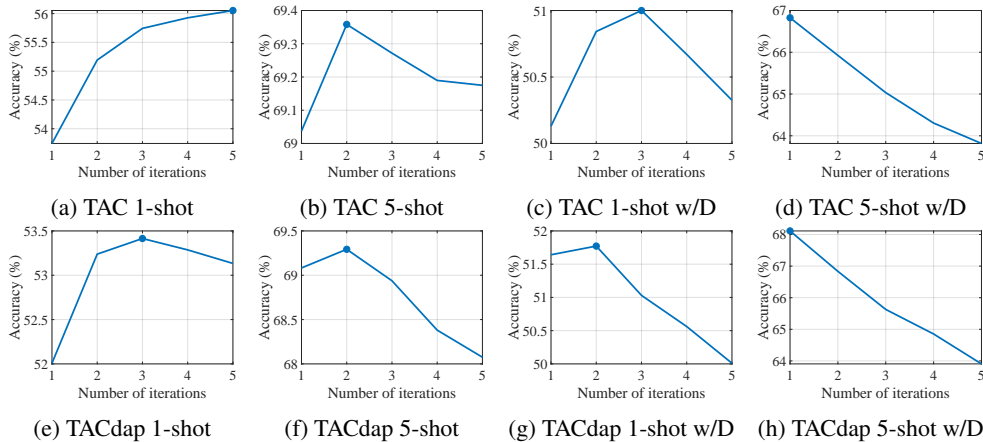 56
55.5
55
54.5
54
Accuracy (%)
1 2 3 4 5
Number of iterations
(a) TAC 1-shot
69.4
69.3
69.2
69.1
69
Accuracy (%)
1 2 3 4 5
Number of iterations
(b) TAC 5-shot
51
50.5
50
Accuracy (%)
1 2 3 4 5
Number of iterations
(c) TAC 1-shot w/D
67
66
65
64
Accuracy (%)
1 2 3 4 5
Number of iterations
(d) TAC 5-shot w/D
53.5
53
52.5
52
Accuracy (%)
1 2 3 4 5
Number of iterations
(e) TACdap 1-shot
69.5
69
68.5
68
Accuracy (%)
1 2 3 4 5
Number of iterations
(f) TACdap 5-shot
52
51.5
51
50.5
50
Accuracy (%)
1 2 3 4 5
Number of iterations
(g) TACdap 1-shot w/D
68
67
66
65
64
Accuracy (%)
1 2 3 4 5
Number of iterations
(h) TACdap 5-shot w/D